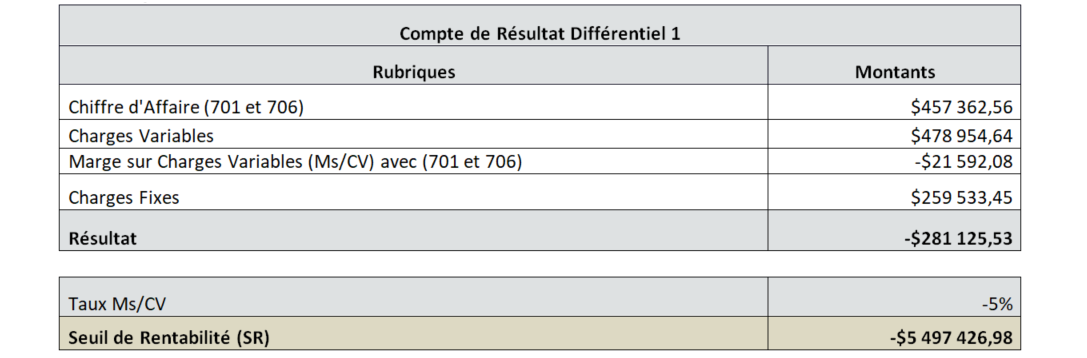 Compte de Résultat Différentiel 1
Rubriques Montants
Chiffre d'Affaire (701 et 706) $457 362,56
Charges Variables $478 954,64
Marge sur Charges Variables (Ms/CV) avec (701 et 706) -$21 592,08
Charges Fixes $259 533,45
Résultat -$281 125,53
Taux Ms/CV -5%
Seuil de Rentabilité (SR) -$5 497 426,98